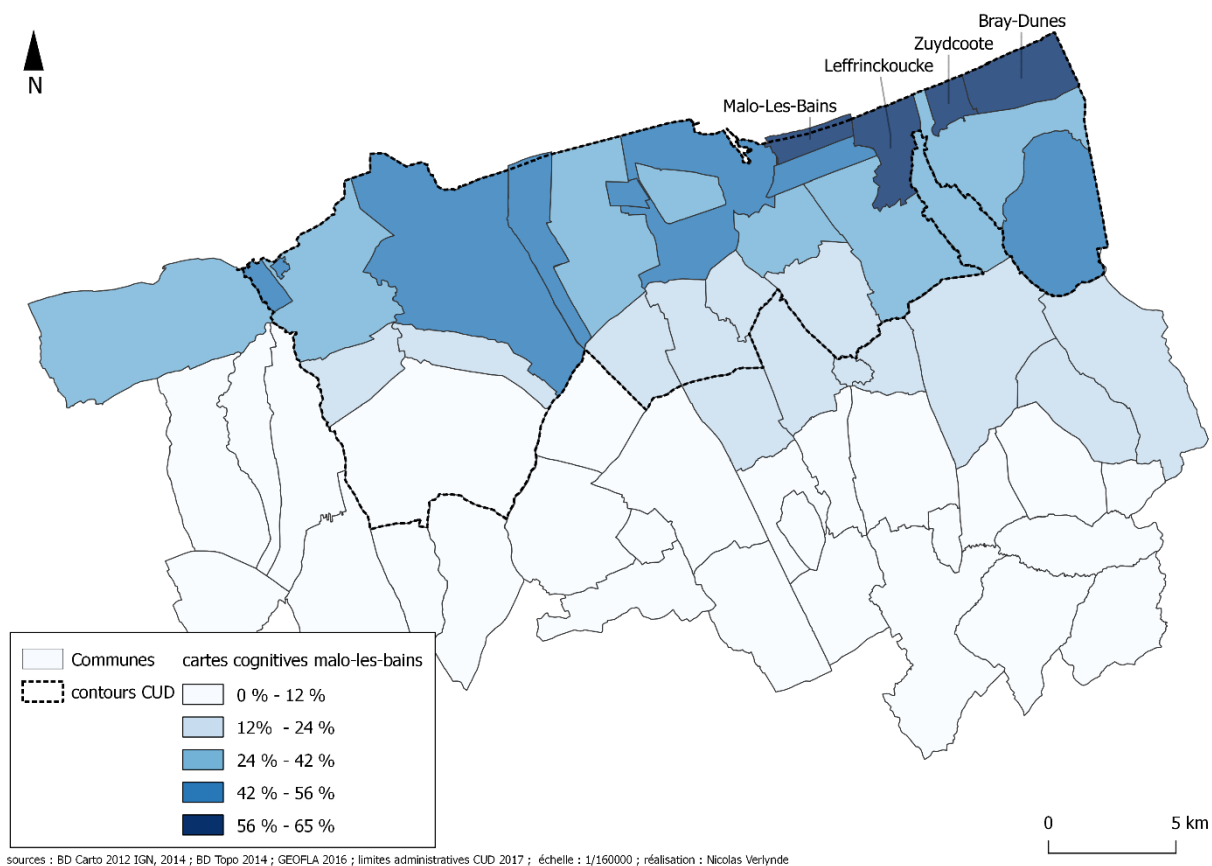 Bray-Dunes
Zuydcoote
Leffrinckoucke
Malo-Les-Bains
N
Communes
contours CUD
cartes cognitives malo-les-bains
0 % - 12 %
12% - 24 %
24 % - 42 %
42 % - 56 %
56 % - 65 %
0 5 km
sources : BD Carto 2012 IGN, 2014 ; BD Topo 2014 ; GEOFLA 2016 ; limites administratives CUD 2017 ; échelle : 1/160000 ; réalisation : Nicolas Verlynde